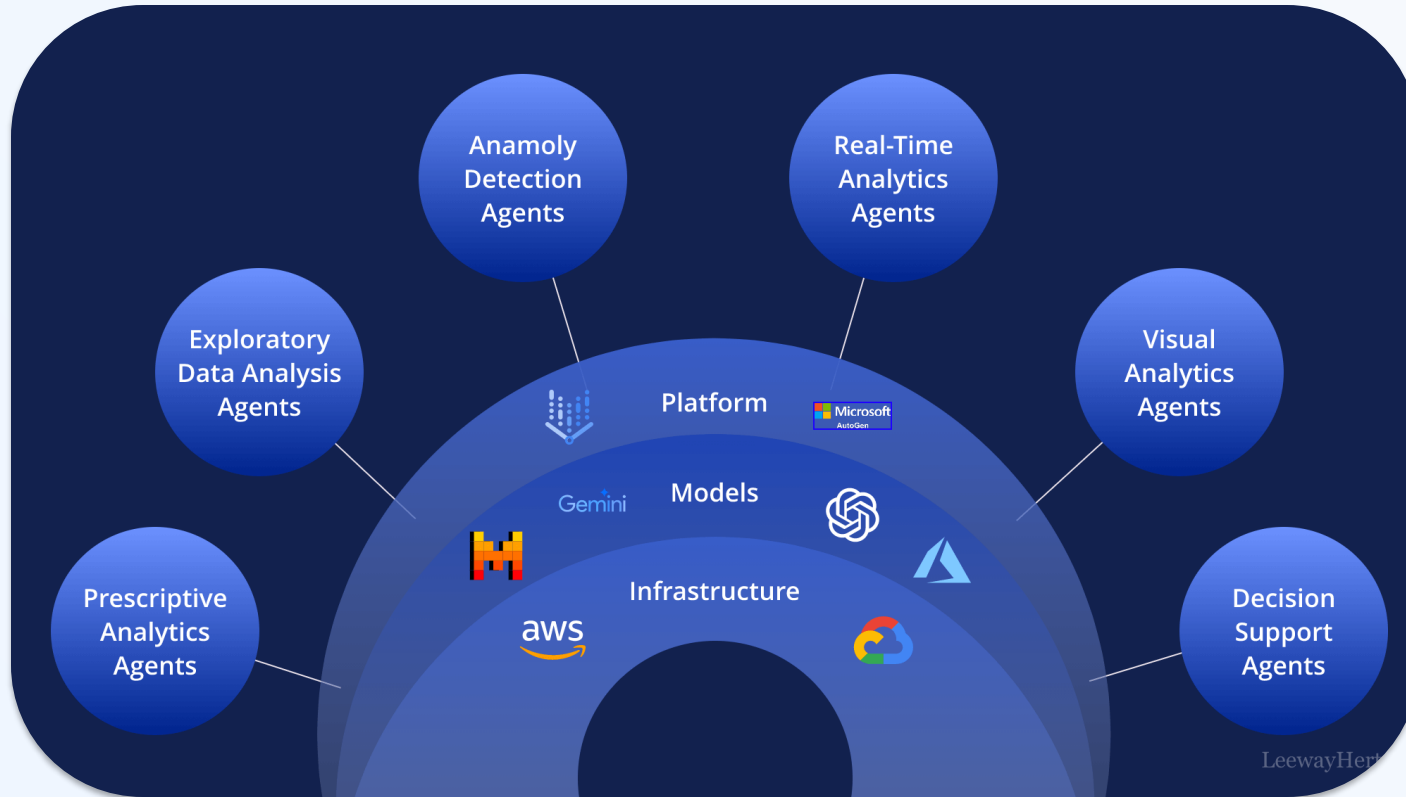 Anamoly
Detection
Agents
Real-Time
Analytics
Agents
Exploratory
Data Analysis
Agents
Visual
Analytics
Agents
Prescriptive
Analytics
Agents
Decision
Support
Agents
Platform
Microsoft
AutoGen
Models
Gemini
Infrastructure
aws
LeewayHert